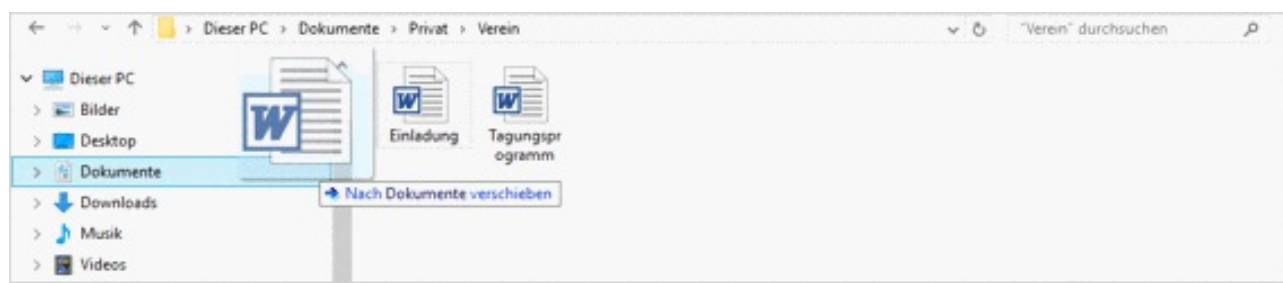 Dieser PC > Dokumente > Privat > Verein
"Verein" durchsuchen
Dieser PC
Bilder
Desktop
Dokumente
Downloads
Musik
Videos
W
W
Einladung
W
Tagungspr
ogramm
Nach Dokumente verschieben